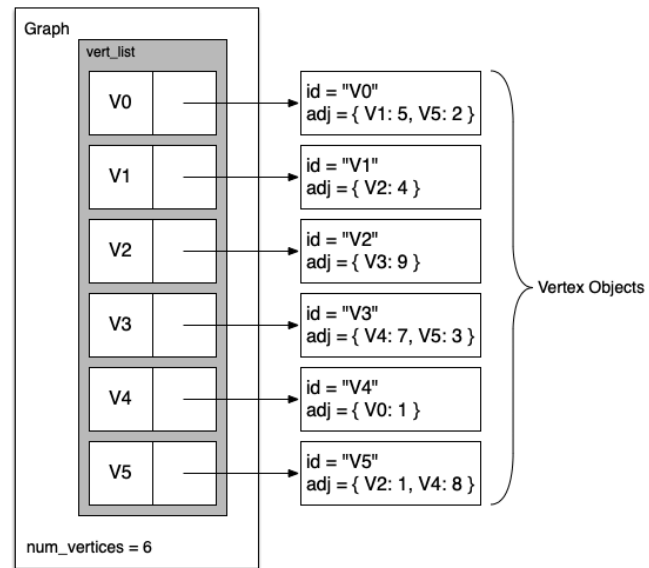 Graph
vert_list
V0
id = "V0"
adj = { V1: 5, V5: 2 }
V1
id = "V1"
adj = { V2: 4 }
V2
id = "V2"
adj = { V3: 9 }
Vertex Objects
V3
id = "V3"
adj = { V4: 7, V5: 3 }
V4
id = "V4"
adj = { V0: 1 }
V5
id = "V5"
adj = { V2: 1, V4: 8 }
num_vertices = 6